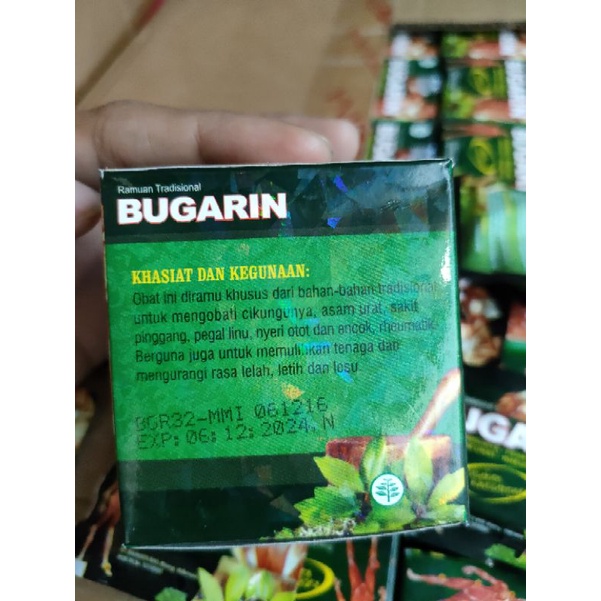 Ramuan Tradisional
BUGARIN
KHASIAT DAN KEGUNAAN:
Obat ini diramu khusus dari bahan-bahan tradisional
untuk mengobati cikungunya, asam urat, sakit
pinggang, pegal linu, nyeri otot dan encok, rheumatik.
Berguna juga untuk memulihkan tenaga dan
mengurangi rasa lelah, letih dan lesu
BGR32-MMI 061216
EXP: 06: 12: 2024. N
BUGARIN
BUGA